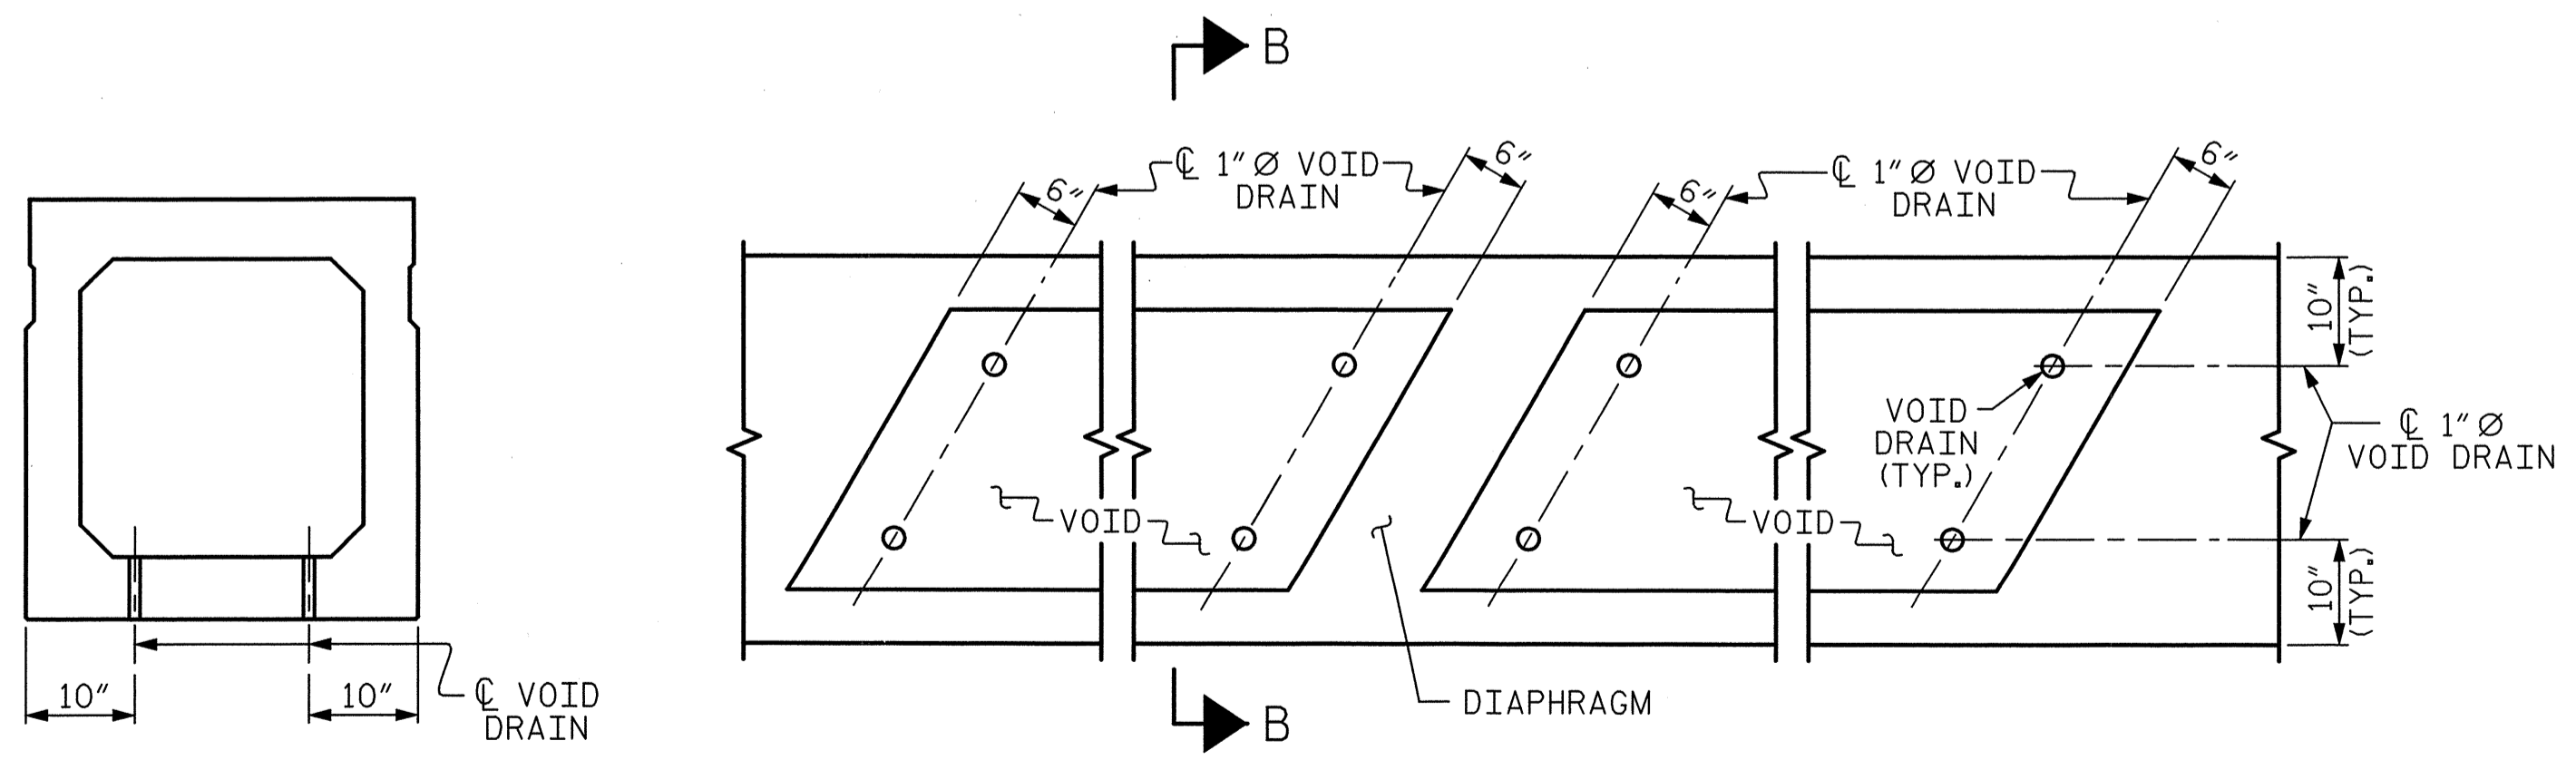 B
℄ 1" Ø VOID
DRAIN
6"
6"
℄ 1" Ø VOID
DRAIN
6"
6"
10"
(TYP.)
VOID
DRAIN
(TYP.)
℄ 1" Ø
VOID DRAIN
VOID
VOID
10"
(TYP.)
10"
10"
℄ VOID
DRAIN
DIAPHRAGM
B